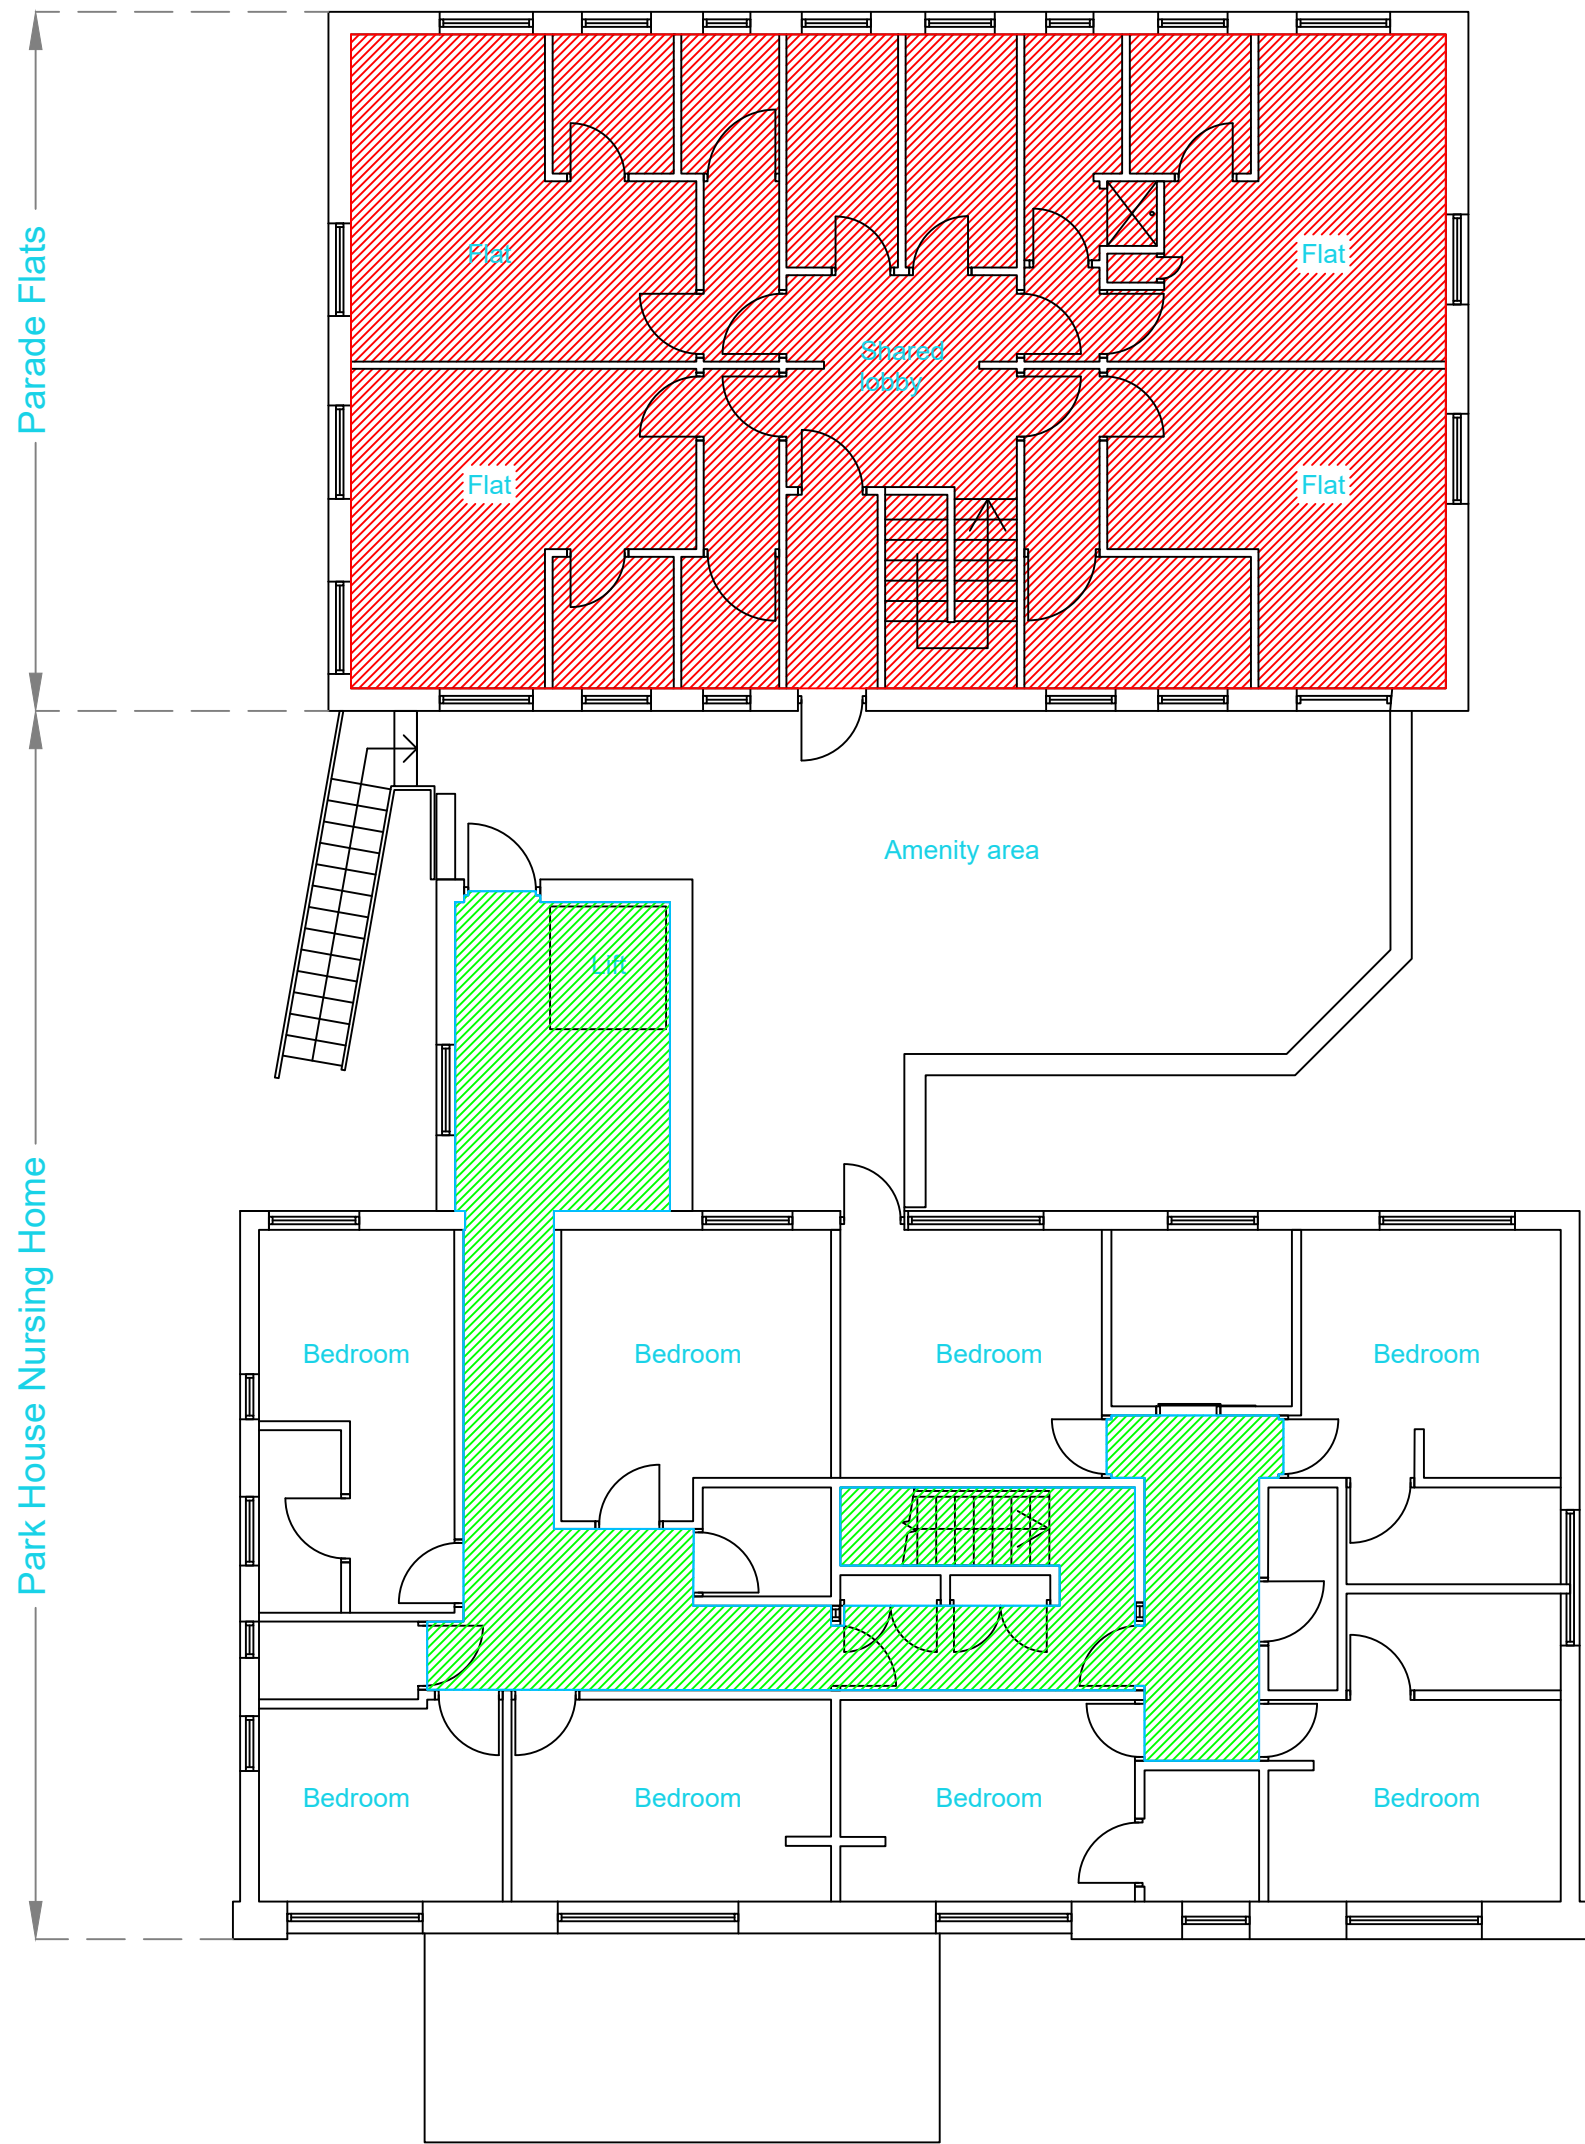 Parade Flats
Flat
Flat
Shared
lobby
Flat
Flat
Amenity area
Lift
Park House Nursing Home
Bedroom
Bedroom
Bedroom
Bedroom
Bedroom
Bedroom
Bedroom
Bedroom